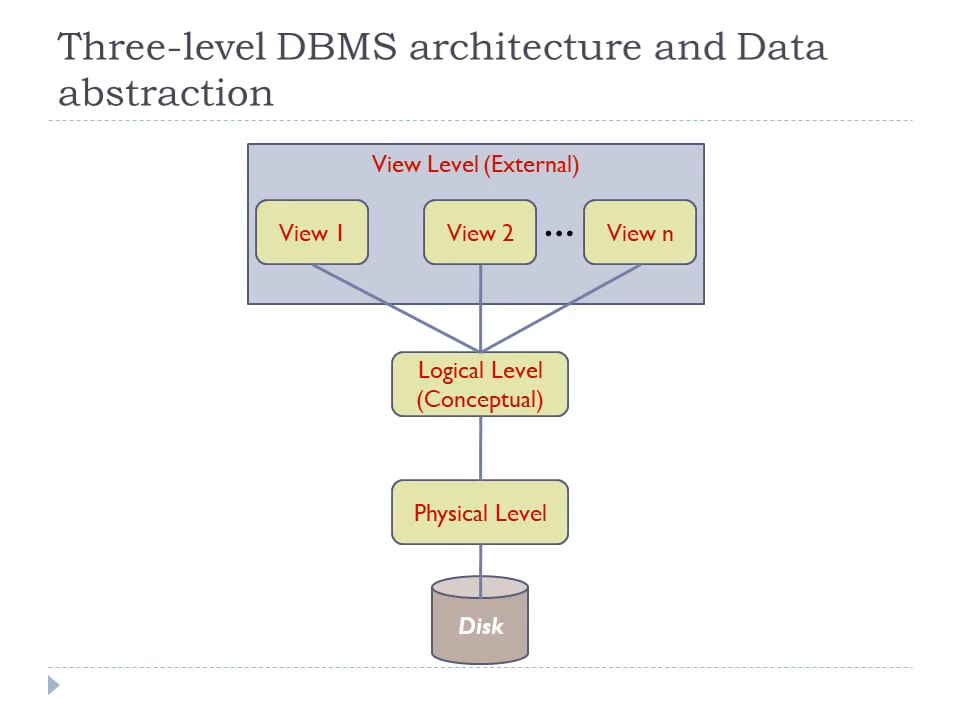 Three-level DBMS architecture and Data
abstraction
View Level (External)
View 1
View 2
...
View n
Logical Level
(Conceptual)
Physical Level
Disk